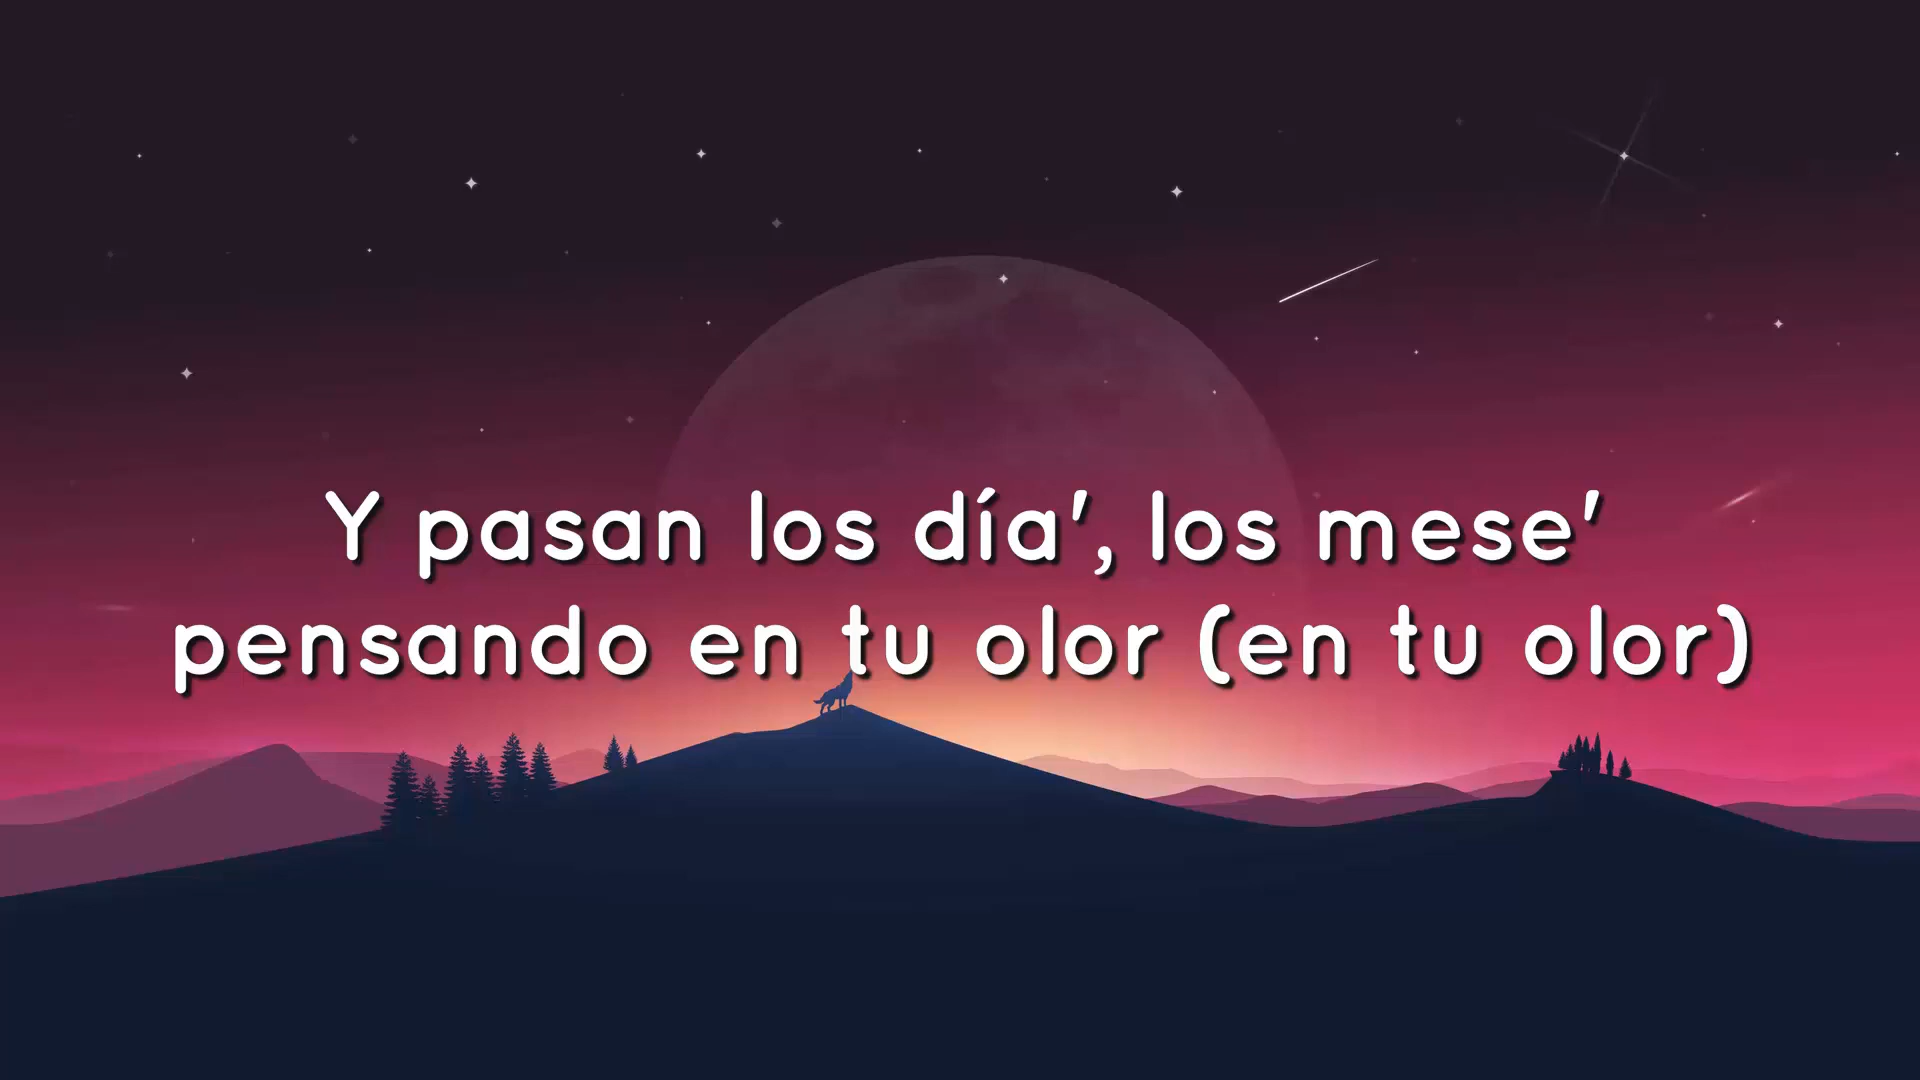 Y pasan los día', los mese'
pensando en tu olor (en tu olor)